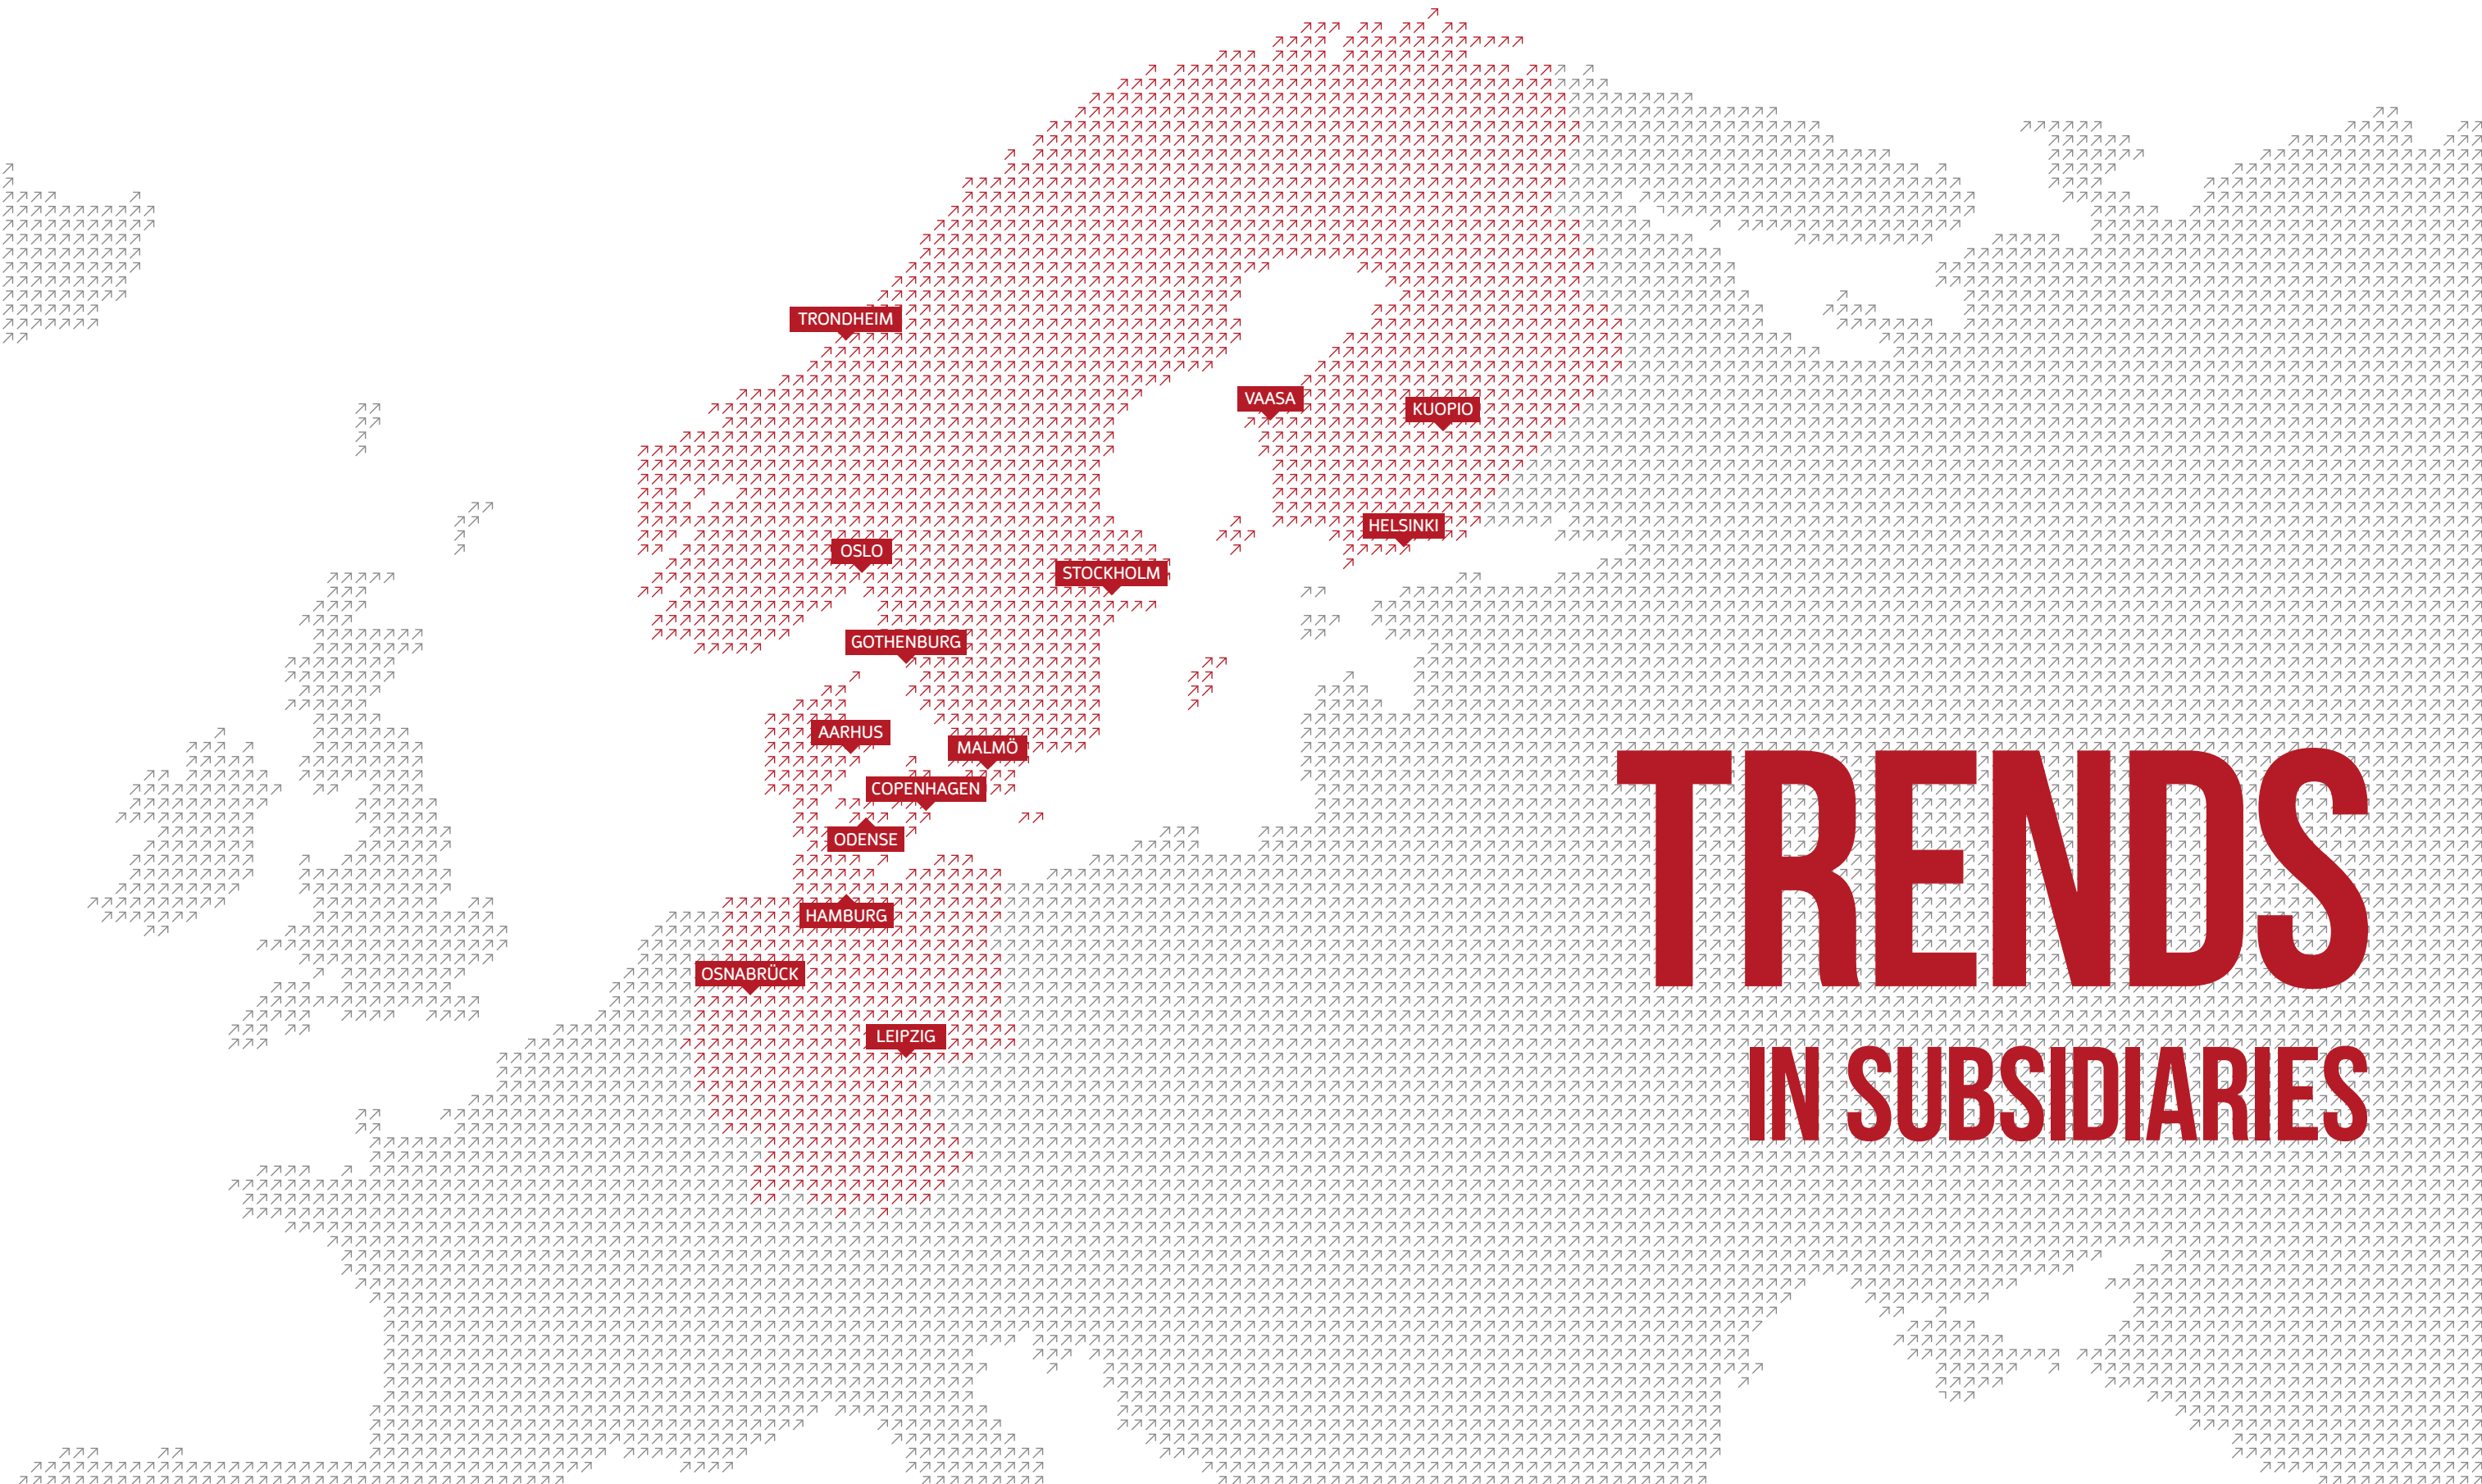 TRONDHEIM
VAASA
KUOPIO
HELSINKI
OSLO
STOCKHOLM
GOTHENBURG
AARHUS
MALMÖ
COPENHAGEN
ODENSE
HAMBURG
OSNABRÜCK
LEIPZIG
TRENDS
IN SUBSIDIARIES